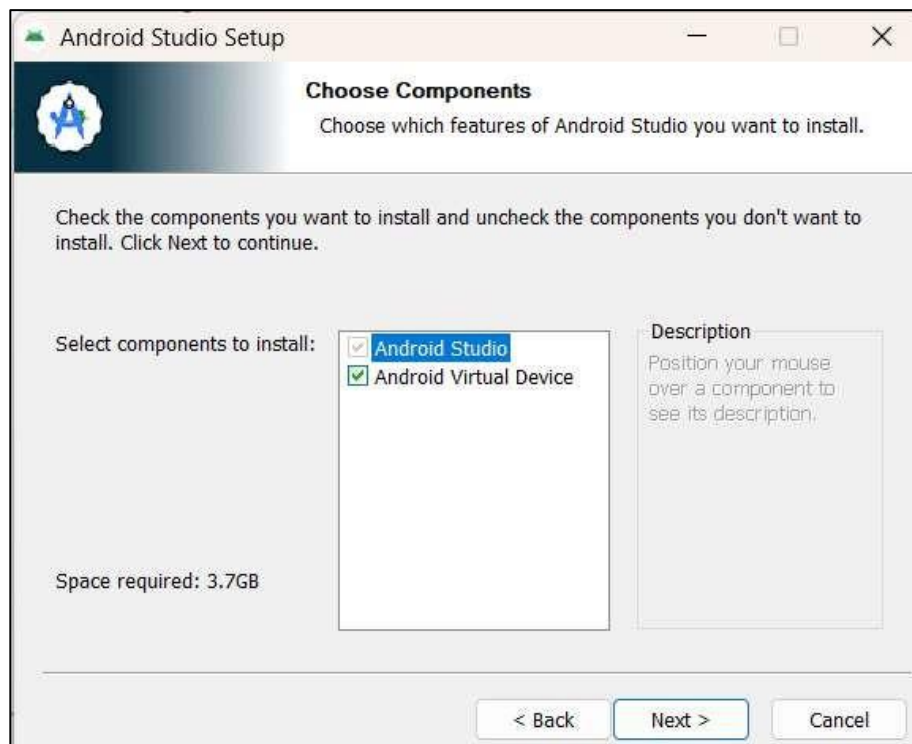 Android Studio Setup
Choose Components
Choose which features of Android Studio you want to install.
Check the components you want to install and uncheck the components you don't want to
install. Click Next to continue.
Select components to install:
Android Studio
Android Virtual Device
Description
Position your mouse
over a component to
see its description.
Space required: 3.7GB
< Back
Next >
Cancel